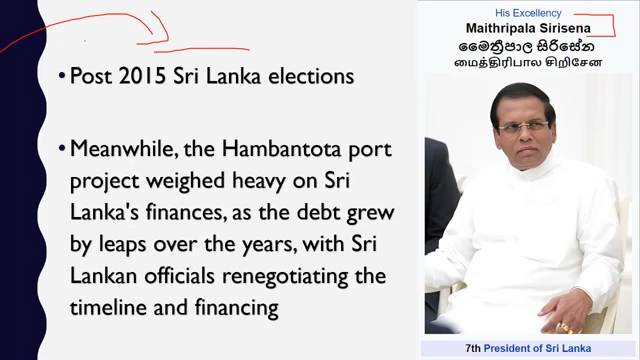 • Post 2015 Sri Lanka elections
• Meanwhile, the Hambantota port
project weighed heavy on Sri
Lanka's finances, as the debt grew
by leaps over the years, with Sri
Lankan officials renegotiating the
timeline and financing
His Excellency
Maithripala Sirisena
මෛත්‍රීපාල සිරිසේන
மைத்திரிபால சிறிசேன
7th President of Sri Lanka